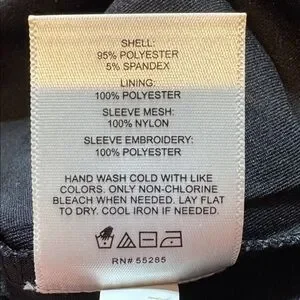 SHELL:
95% POLYESTER
5% SPANDEX
LINING:
100% POLYESTER
SLEEVE MESH:
100% NYLON
SLEEVE EMBROIDERY:
100% POLYESTER
HAND WASH COLD WITH LIKE
COLORS. ONLY NON-CHLORINE
BLEACH WHEN NEEDED. LAY FLAT
TO DRY. COOL IRON IF NEEDED.
RN# 55285